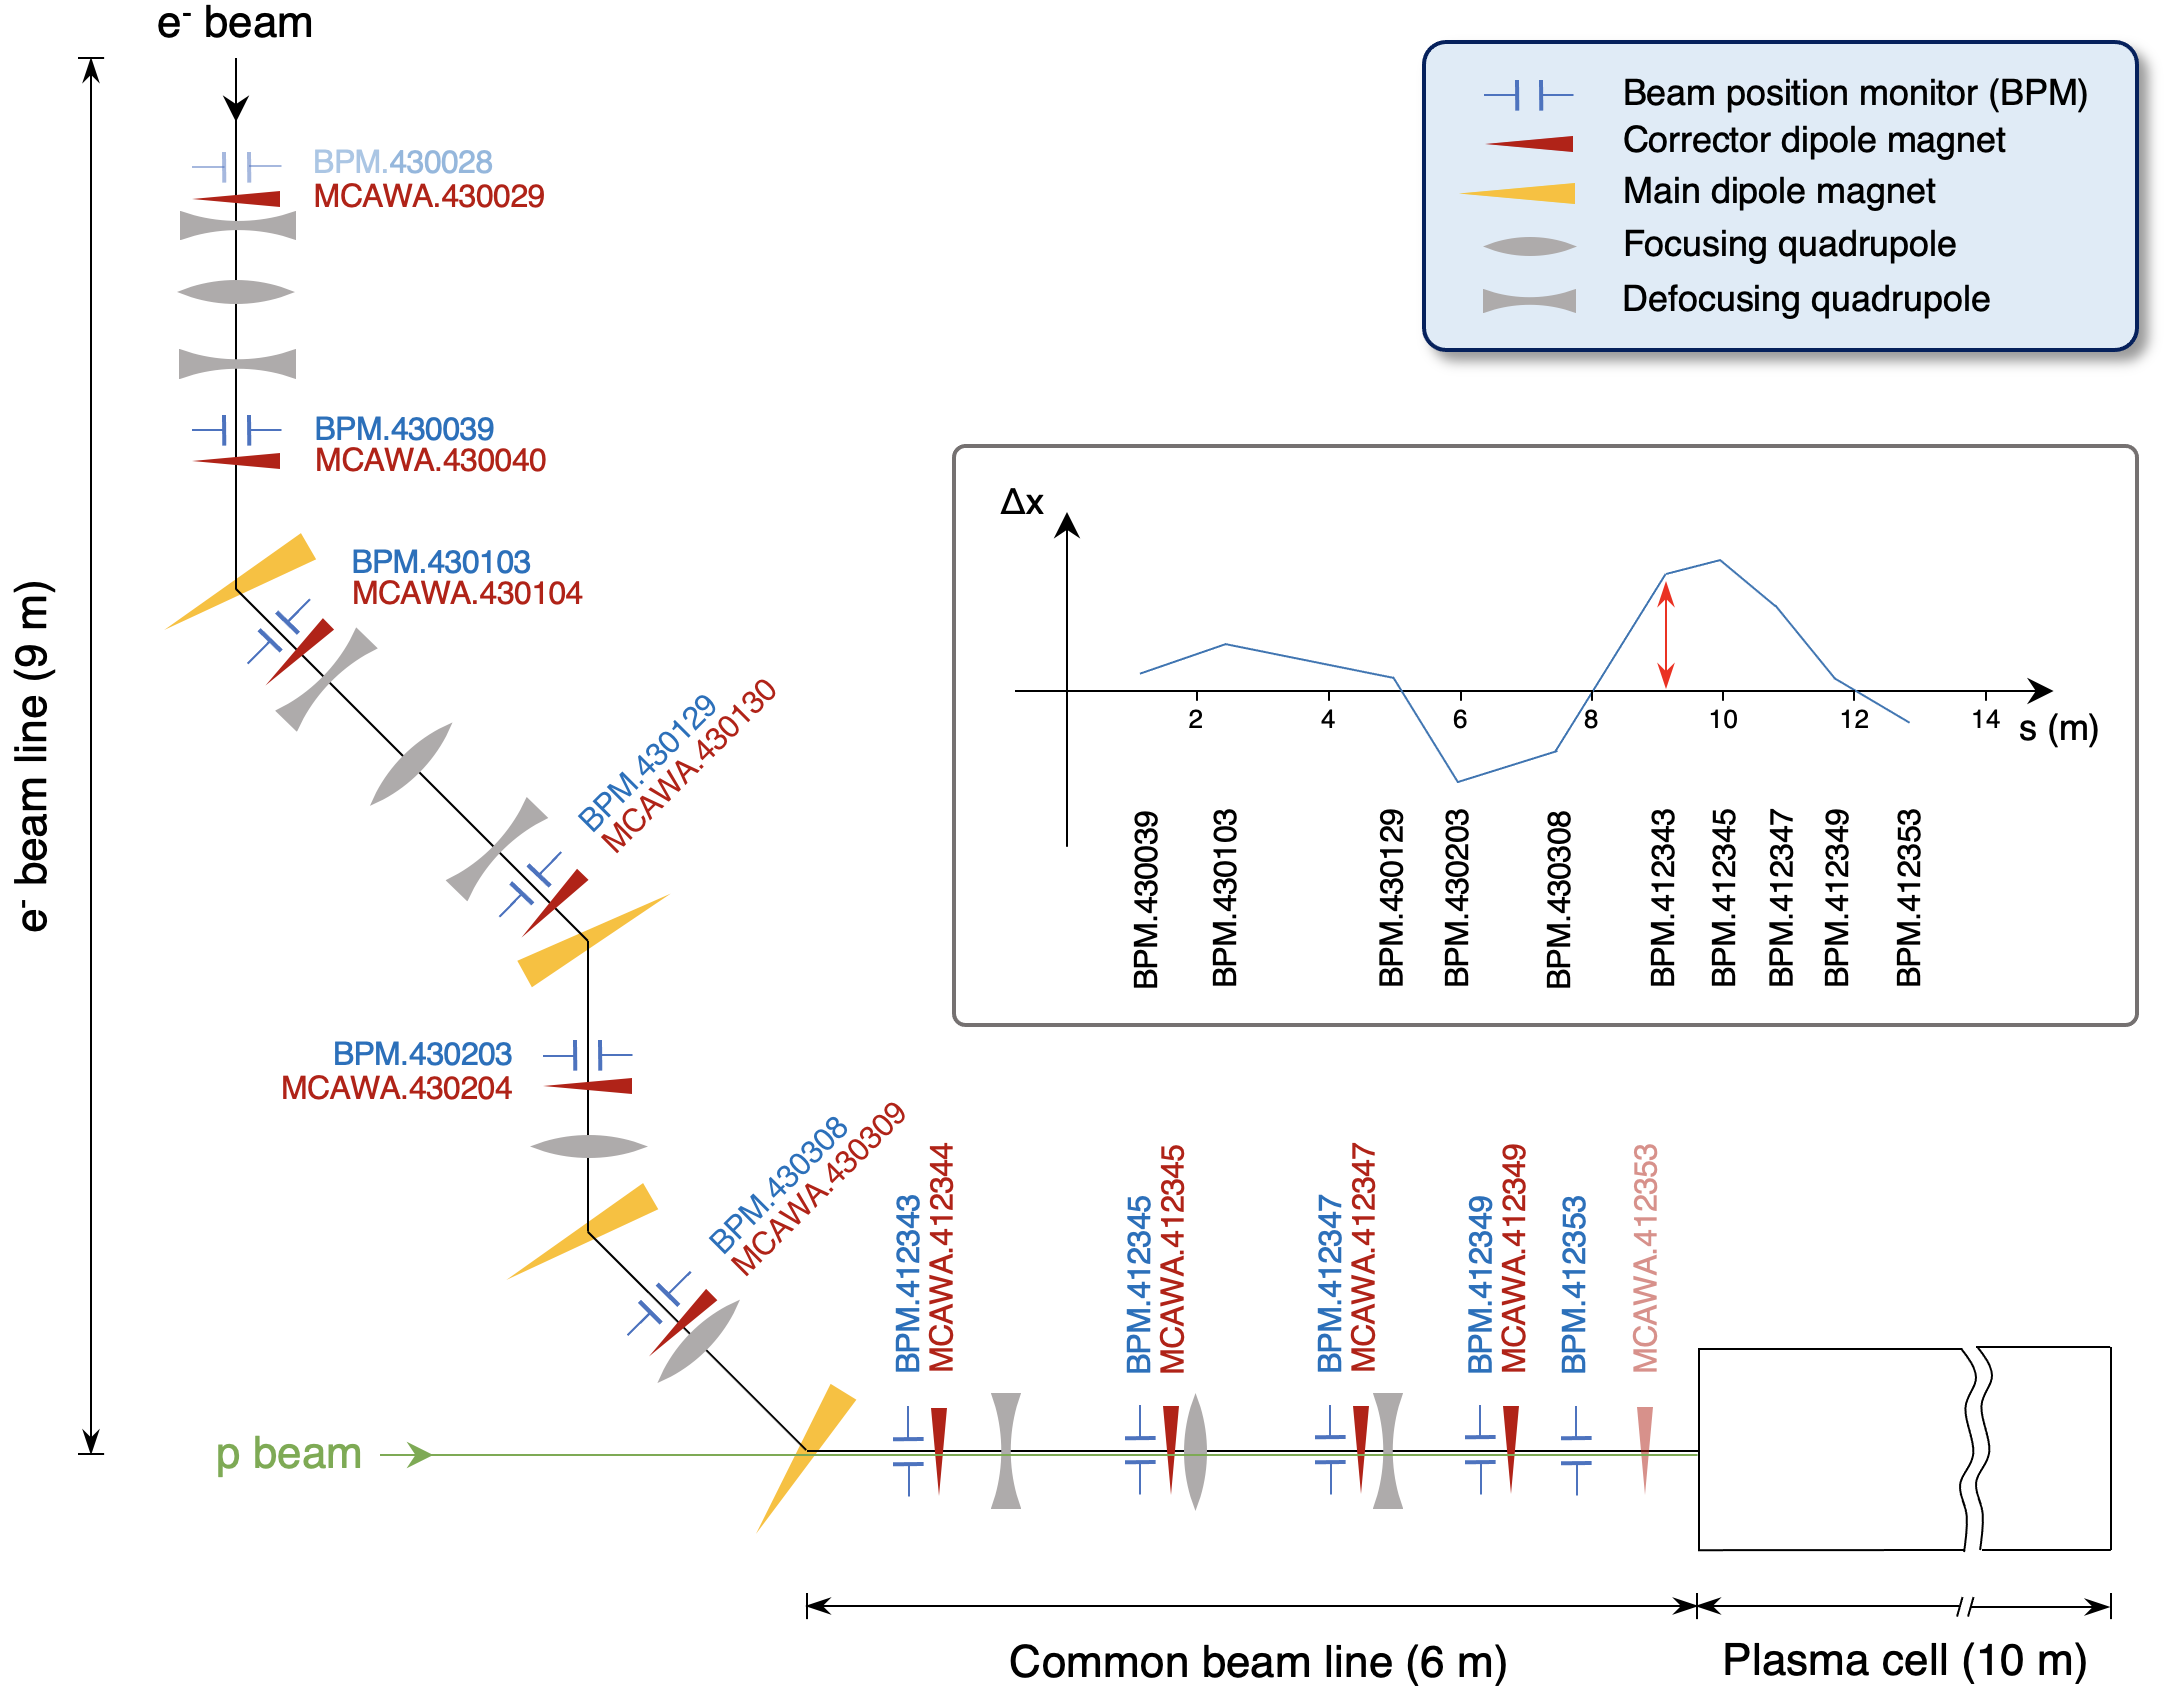 e⁻ beam
BPM.430028
MCAWA.430029
BPM.430039
MCAWA.430040
BPM.430103
MCAWA.430104
BPM.430129
MCAWA.430130
BPM.430203
MCAWA.430204
BPM.430308
MCAWA.430309
BPM.412343
MCAWA.412344
BPM.412345
MCAWA.412345
BPM.412347
MCAWA.412347
BPM.412349
MCAWA.412349
BPM.412353
MCAWA.412353
e⁻ beam line (9 m)
p beam
Common beam line (6 m)
Plasma cell (10 m)
Beam position monitor (BPM)
Corrector dipole magnet
Main dipole magnet
Focusing quadrupole
Defocusing quadrupole
Δx
2 4 6 8 10 12 14
s (m)
BPM.430039
BPM.430103
BPM.430129
BPM.430203
BPM.430308
BPM.412343
BPM.412345
BPM.412347
BPM.412349
BPM.412353